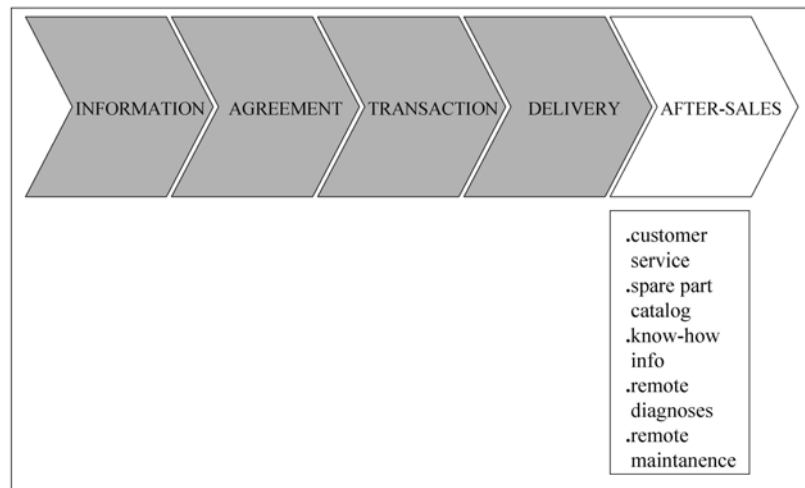 INFORMATION AGREEMENT TRANSACTION DELIVERY AFTER-SALES
.customer
service
.spare part
catalog
.know-how
info
.remote
diagnoses
.remote
maintanence